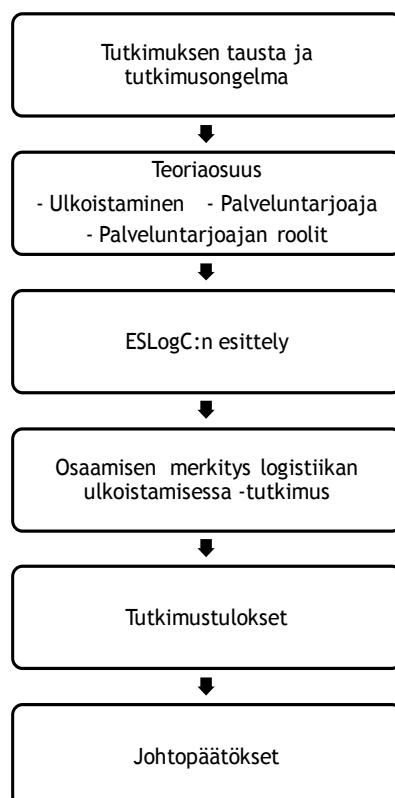 Tutkimuksen tausta ja
tutkimusongelma
Teoriaosuus
- Ulkoistaminen - Palveluntarjoaja
- Palveluntarjoajan roolit
ESLogC:n esittely
Osaamisen merkitys logistiikan
ulkoistamisessa -tutkimus
Tutkimustulokset
Johtopäätökset